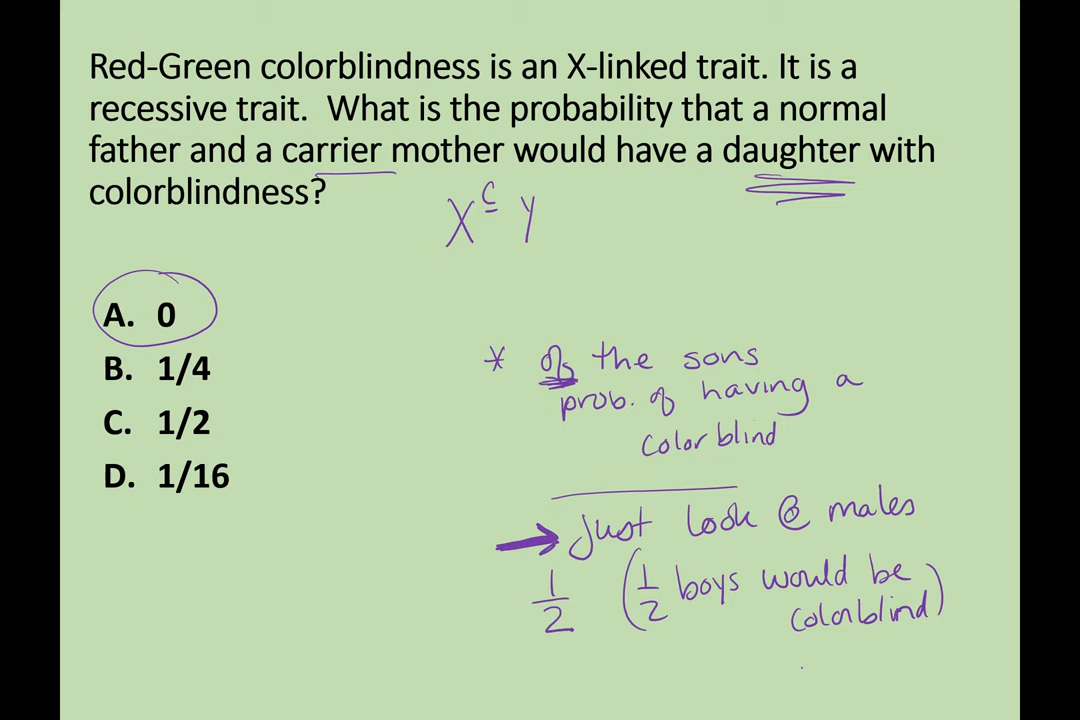 Red-Green colorblindness is an X-linked trait. It is a
recessive trait. What is the probability that a normal
father and a carrier mother would have a daughter with
colorblindness?
X^c Y
A. 0
B. 1/4
C. 1/2
D. 1/16
* of the sons
prob. of having a
colorblind
Just look @ males
1/2 (1/2 boys would be
colorblind)